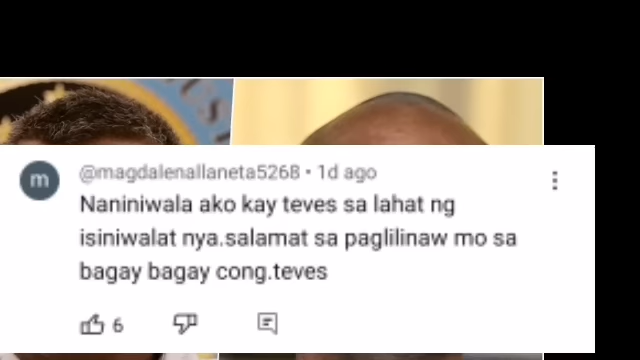 m
@magdalenallaneta5268 • 1d ago
Naniniwala ako kay teves sa lahat ng
isiniwalat nya.salamat sa paglilinaw mo sa
bagay bagay cong.teves
6